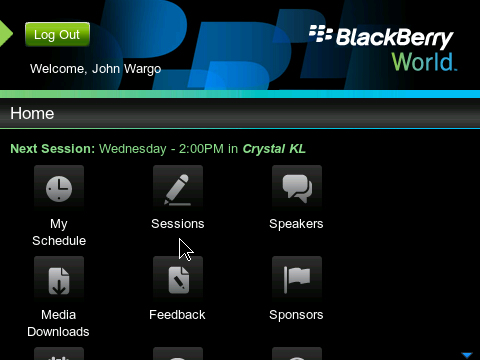 Log Out
BlackBerry
World.
Welcome, John Wargo
Home
Next Session: Wednesday - 2:00PM in Crystal KL
My
Schedule
Sessions
Speakers
Media
Downloads
Feedback
Sponsors